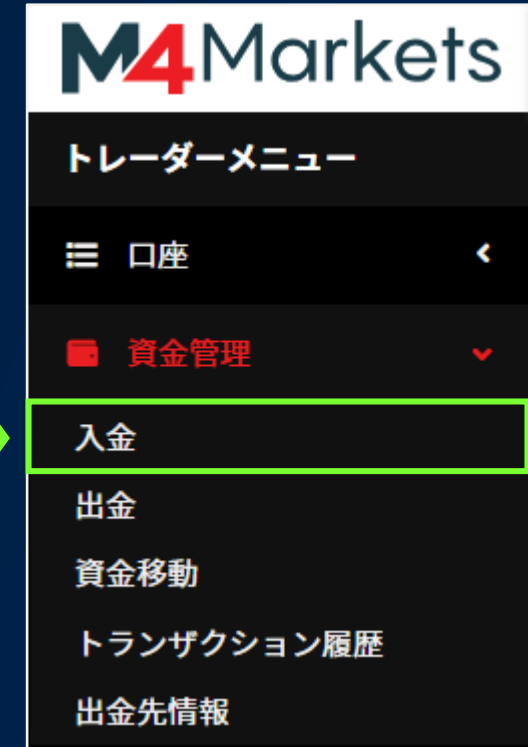 M4Markets
トレーダーメニュー
口座
資金管理
入金
出金
資金移動
トランザクション履歴
出金先情報